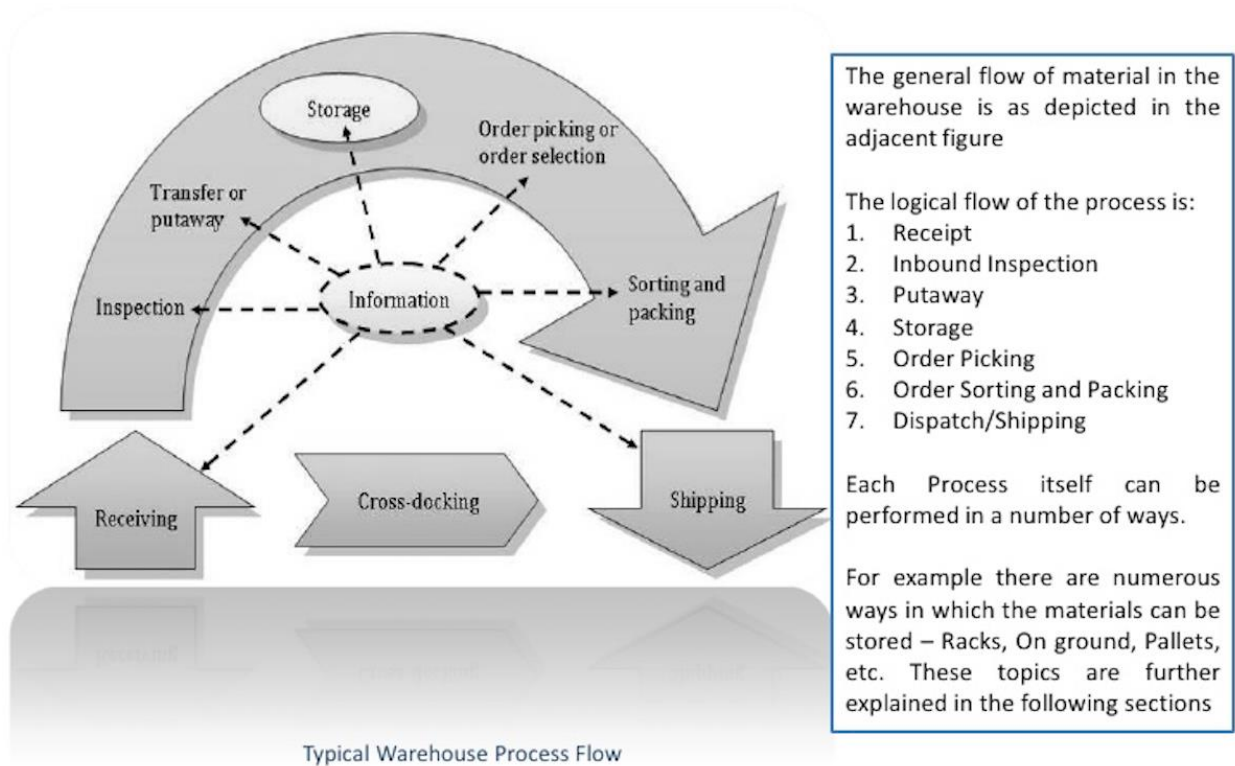 Storage
Order picking or
order selection
Transfer or
putaway
Inspection
Information
Sorting and
packing
Receiving
Cross-docking
Shipping
Typical Warehouse Process Flow
The general flow of material in the
warehouse is as depicted in the
adjacent figure
The logical flow of the process is:
1. Receipt
2. Inbound Inspection
3. Putaway
4. Storage
5. Order Picking
6. Order Sorting and Packing
7. Dispatch/Shipping
Each Process itself can be
performed in a number of ways.
For example there are numerous
ways in which the materials can be
stored – Racks, On ground, Pallets,
etc. These topics are further
explained in the following sections